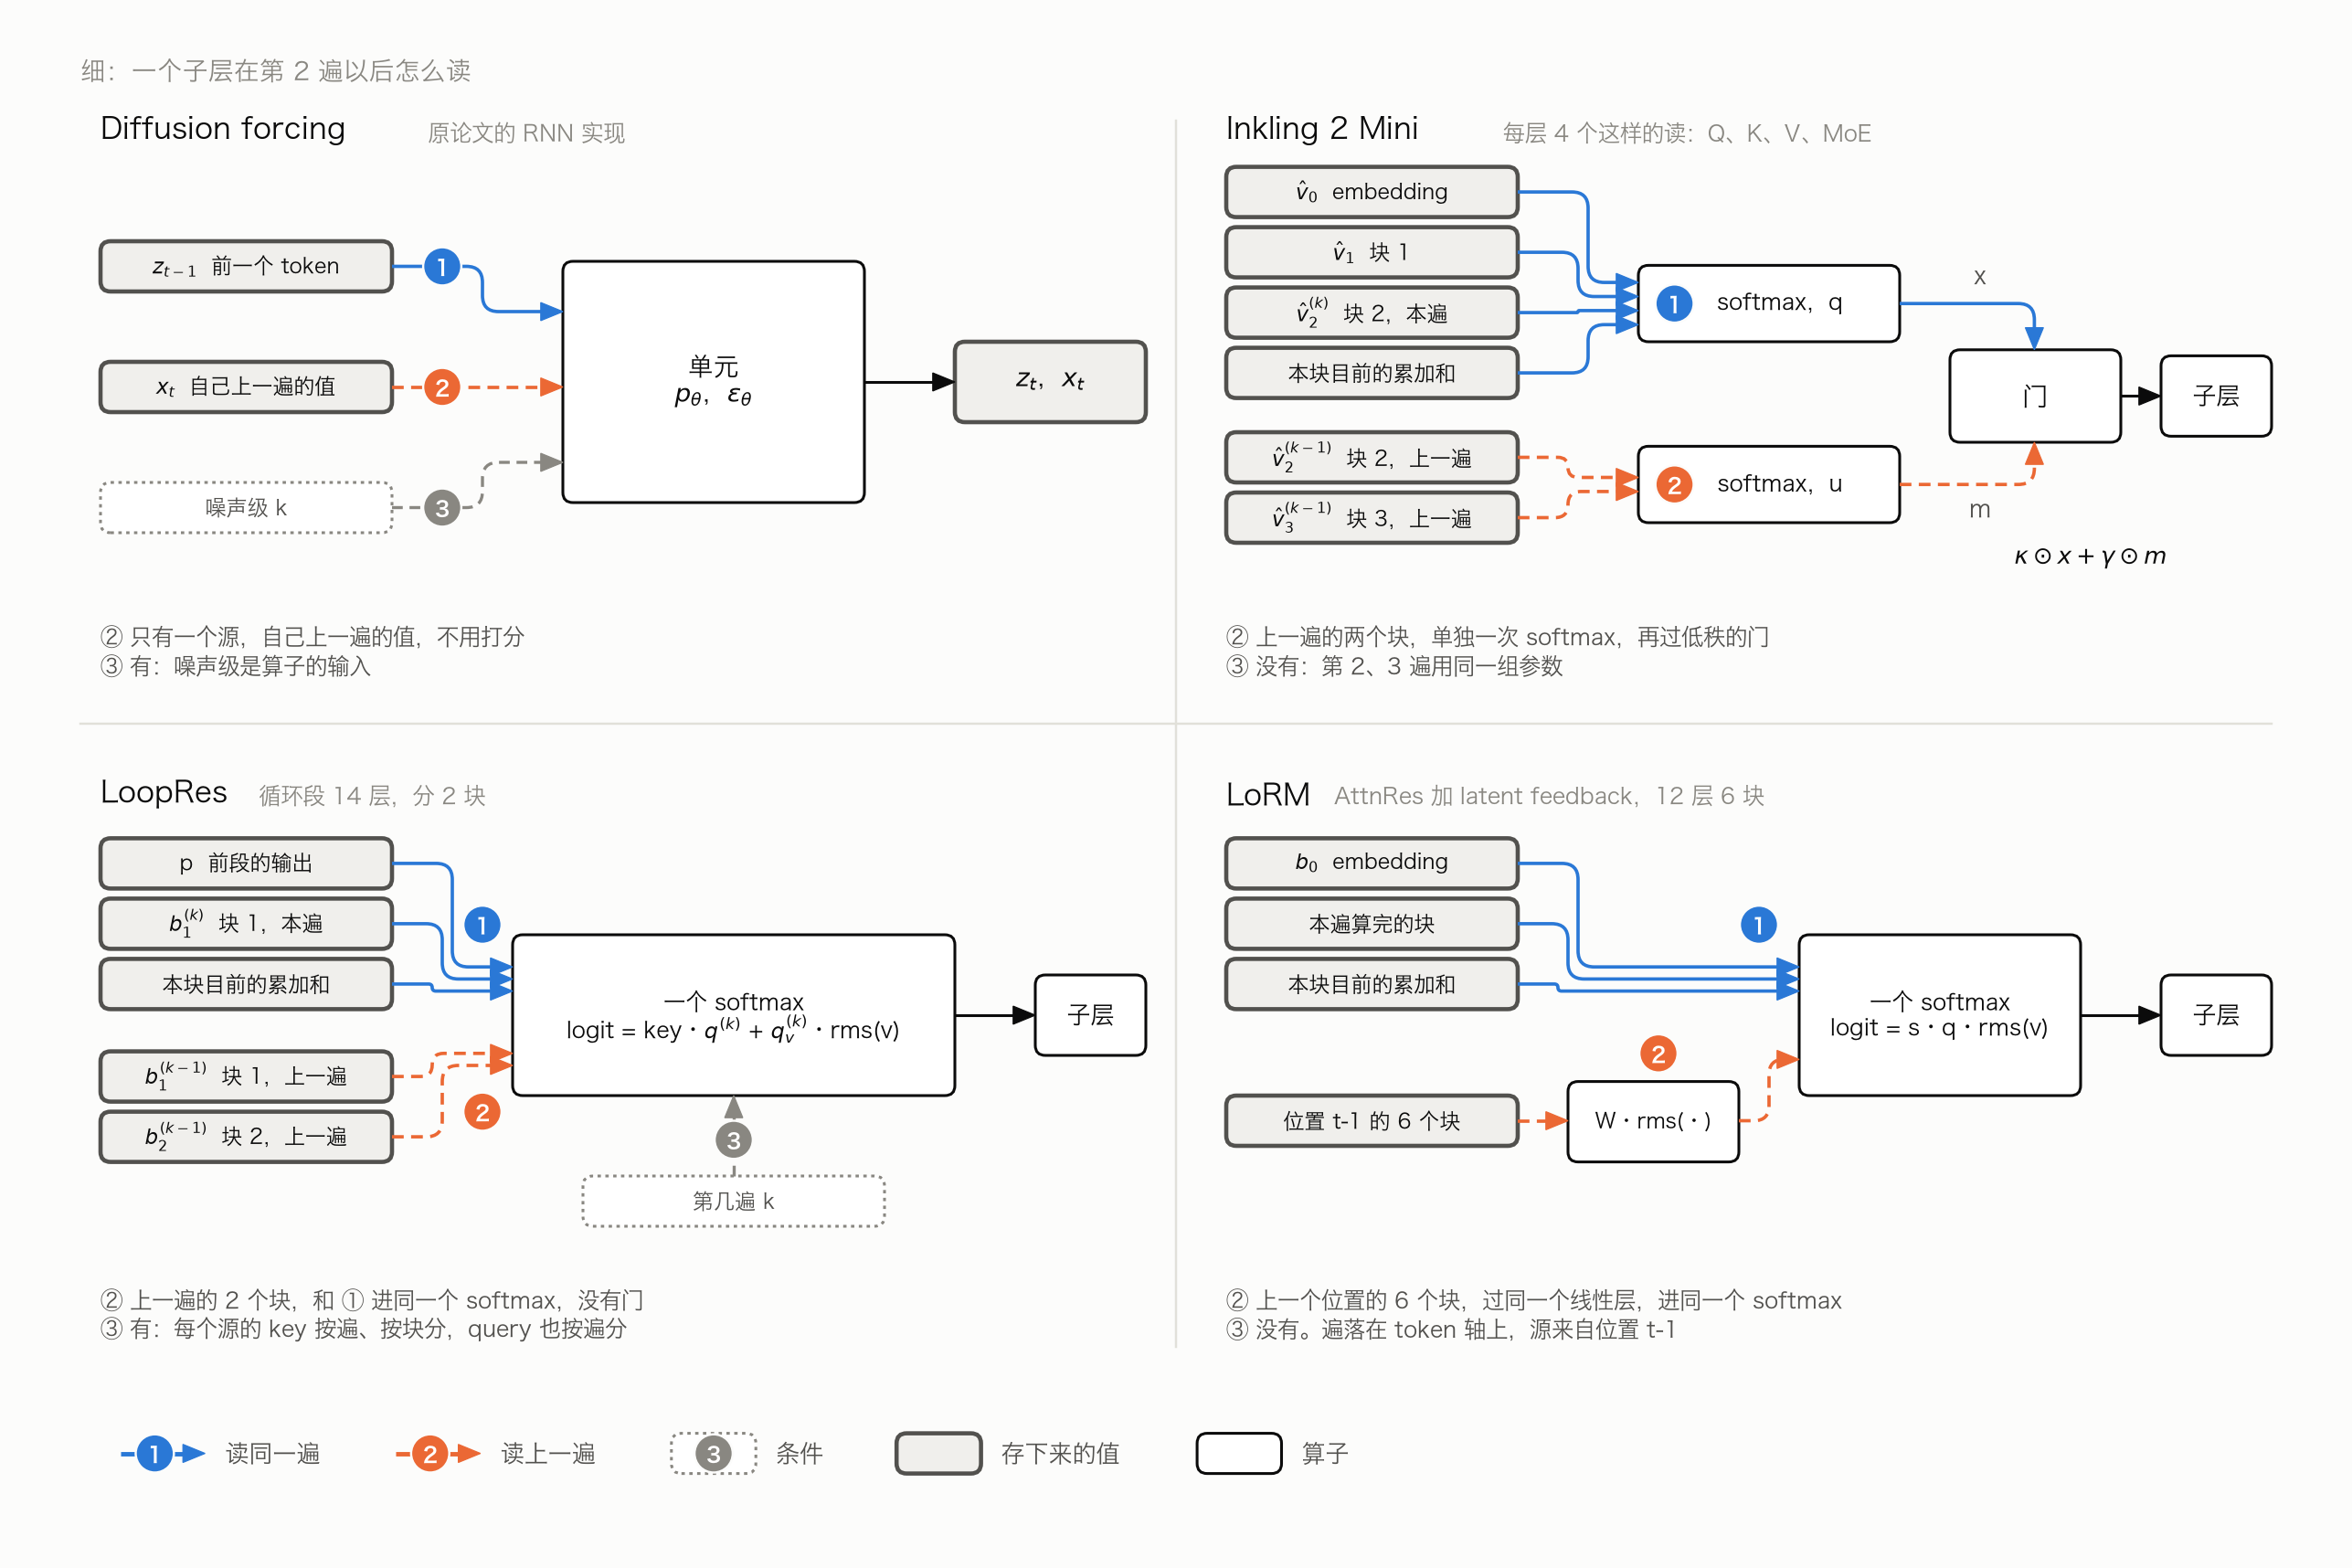 细：一个子层在第 2 遍以后怎么读
Diffusion forcing
原论文的 RNN 实现
z_{t−1} 前一个 token
1
x_t 自己上一遍的值
2
噪声级 k
3
单元
p_θ, ε_θ
z_t, x_t
② 只有一个源，自己上一遍的值，不用打分
③ 有：噪声级是算子的输入
Inkling 2 Mini
每层 4 个这样的读：Q、K、V、MoE
v̂_0 embedding
v̂_1 块 1
v̂_2^{(k)} 块 2，本遍
本块目前的累加和
1 softmax，q
x
v̂_2^{(k−1)} 块 2，上一遍
v̂_3^{(k−1)} 块 3，上一遍
2 softmax，u
m
门
子层
κ ⊙ x + γ ⊙ m
② 上一遍的两个块，单独一次 softmax，再过低秩的门
③ 没有：第 2、3 遍用同一组参数
LoopRes
循环段 14 层，分 2 块
p 前段的输出
b_1^{(k)} 块 1，本遍
本块目前的累加和
1
b_1^{(k−1)} 块 1，上一遍
b_2^{(k−1)} 块 2，上一遍
2
一个 softmax
logit = key · q^{(k)} + q_v^{(k)} · rms(v)
3
第几遍 k
子层
② 上一遍的 2 个块，和 ① 进同一个 softmax，没有门
③ 有：每个源的 key 按遍、按块分，query 也按遍分
LoRM
AttnRes 加 latent feedback，12 层 6 块
b_0 embedding
本遍算完的块
本块目前的累加和
1
位置 t-1 的 6 个块
2
W · rms( · )
一个 softmax
logit = s · q · rms(v)
子层
② 上一个位置的 6 个块，过同一个线性层，进同一个 softmax
③ 没有。遍落在 token 轴上，源来自位置 t-1
1 读同一遍
2 读上一遍
3 条件
存下来的值
算子